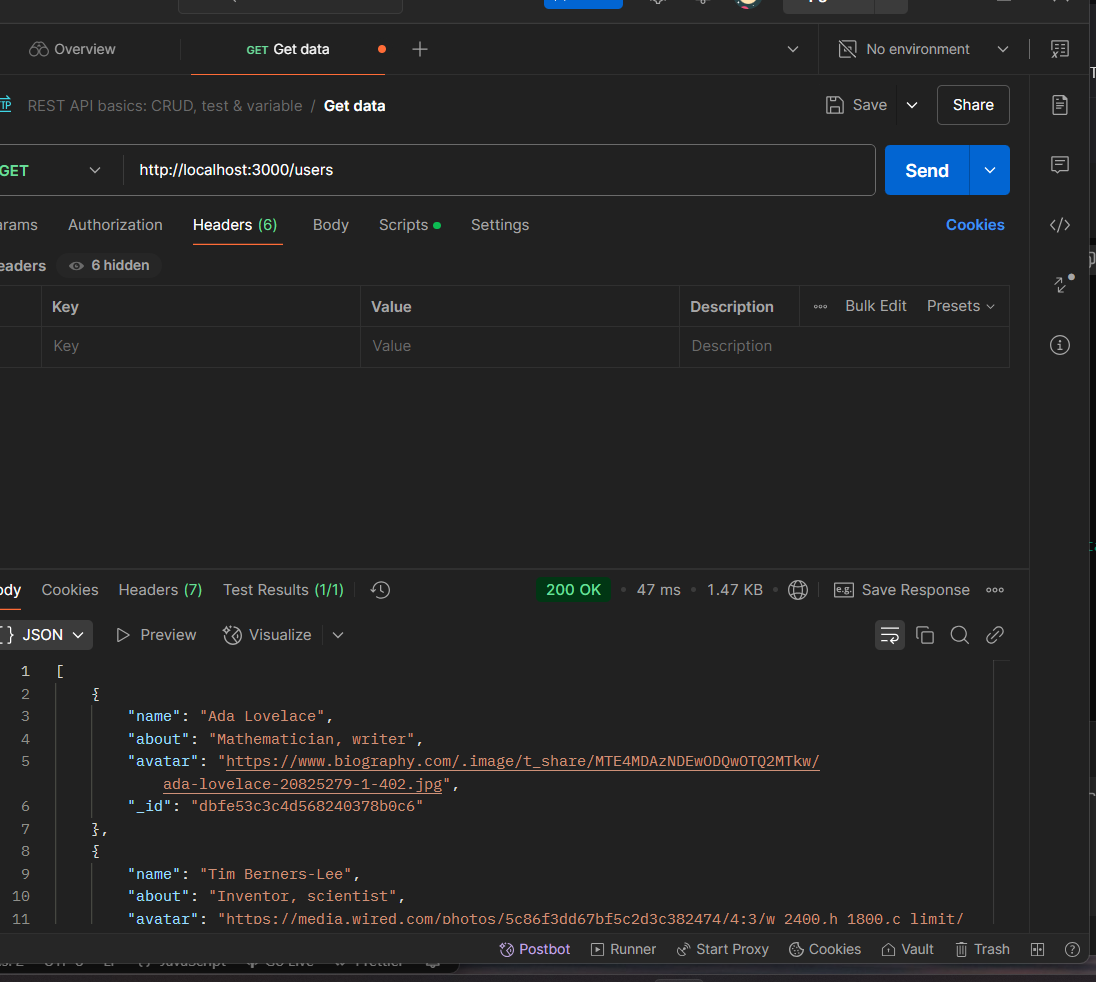 Overview
GET Get data
No environment
REST API basics: CRUD, test & variable / Get data
Save
Share
GET
http://localhost:3000/users
Send
Authorization
Headers (6)
Body
Scripts
Settings
Cookies
6 hidden
Key Value Description ooo Bulk Edit Presets
Key Value Description
Cookies
Headers (7)
Test Results (1/1)
200 OK • 47 ms • 1.47 KB •
e.g. Save Response
{} JSON
Preview
Visualize
1 [
2 {
3 "name": "Ada Lovelace",
4 "about": "Mathematician, writer",
5 "avatar": "https://www.biography.com/.image/t_share/MTE4MDAzNDEwODQwOTQ2MTkw/
ada-lovelace-20825279-1-402.jpg",
6 "_id": "dbfe53c3c4d568240378b0c6"
7 },
8 {
9 "name": "Tim Berners-Lee",
10 "about": "Inventor, scientist",
11 "avatar": "https://media.wired.com/photos/5c86f3dd67bf5c2d3c382474/4:3/w_2400,h_1800,c_limit/
Postbot Runner Start Proxy Cookies Vault Trash